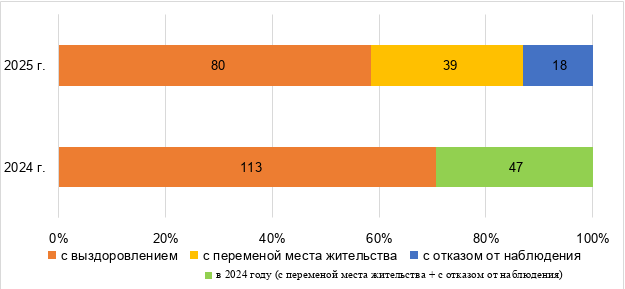 2025 г. 80 39 18
2024 г. 113 47
0% 20% 40% 60% 80% 100%
с выздоровлением с переменой места жительства с отказом от наблюдения
в 2024 году (с переменой места жительства + с отказом от наблюдения)